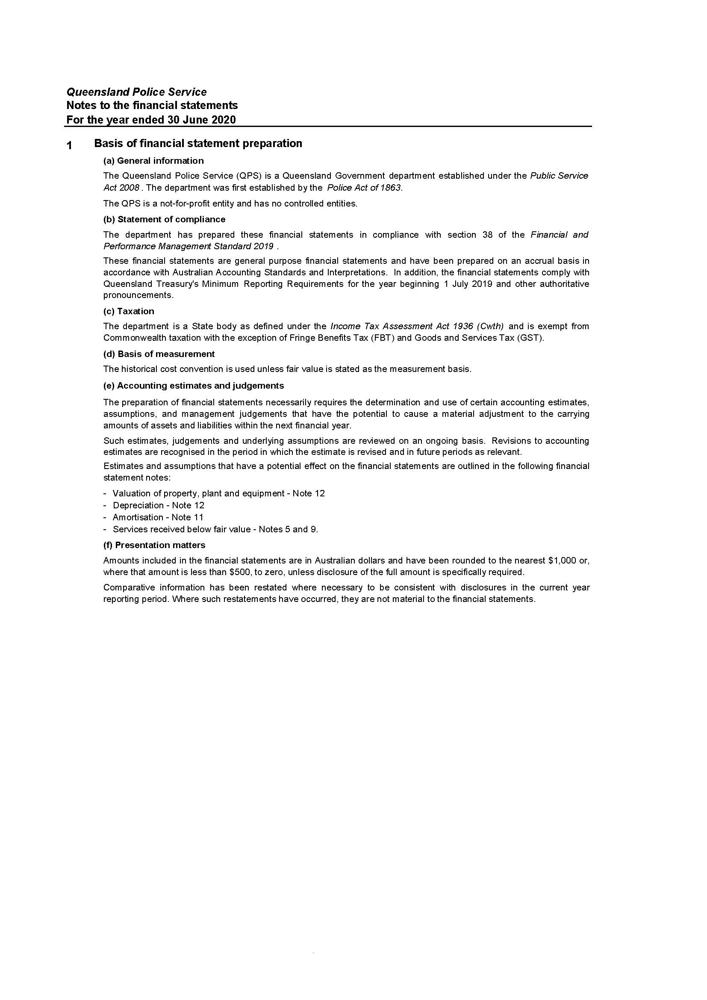 Queensland Police Service
Notes to the financial statements
For the year ended 30 June 2020
1 Basis of financial statement preparation
(a) General information
The Queensland Police Service (QPS) is a Queensland Government department established under the Public Service
Act 2008 . The department was first established by the Police Act of 1863.
The QPS is a not-for-profit entity and has no controlled entities.
(b) Statement of compliance
The department has prepared these financial statements in compliance with section 38 of the Financial and
Performance Management Standard 2019 .
These financial statements are general purpose financial statements and have been prepared on an accrual basis in
accordance with Australian Accounting Standards and Interpretations. In addition, the financial statements comply with
Queensland Treasury's Minimum Reporting Requirements for the year beginning 1 July 2019 and other authoritative
pronouncements.
(c) Taxation
The department is a State body as defined under the Income Tax Assessment Act 1936 (Cwth) and is exempt from
Commonwealth taxation with the exception of Fringe Benefits Tax (FBT) and Goods and Services Tax (GST).
(d) Basis of measurement
The historical cost convention is used unless fair value is stated as the measurement basis.
(e) Accounting estimates and judgements
The preparation of financial statements necessarily requires the determination and use of certain accounting estimates,
assumptions, and management judgements that have the potential to cause a material adjustment to the carrying
amounts of assets and liabilities within the next financial year.
Such estimates, judgements and underlying assumptions are reviewed on an ongoing basis. Revisions to accounting
estimates are recognised in the period in which the estimate is revised and in future periods as relevant.
Estimates and assumptions that have a potential effect on the financial statements are outlined in the following financial
statement notes:
- Valuation of property, plant and equipment - Note 12
- Depreciation - Note 12
- Amortisation - Note 11
- Services received below fair value - Notes 5 and 9.
(f) Presentation matters
Amounts included in the financial statements are in Australian dollars and have been rounded to the nearest $1,000 or,
where that amount is less than $500, to zero, unless disclosure of the full amount is specifically required.
Comparative information has been restated where necessary to be consistent with disclosures in the current year
reporting period. Where such restatements have occurred, they are not material to the financial statements.